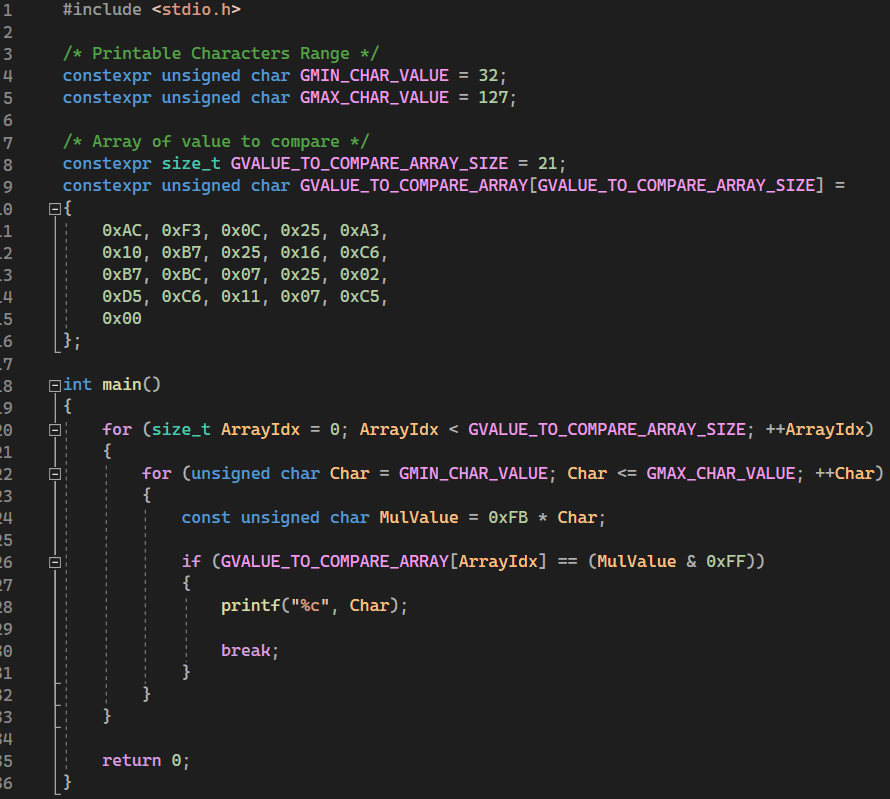 1 #include <stdio.h>
2
3 /* Printable Characters Range */
4 constexpr unsigned char GMIN_CHAR_VALUE = 32;
5 constexpr unsigned char GMAX_CHAR_VALUE = 127;
6
7 /* Array of value to compare */
8 constexpr size_t GVALUE_TO_COMPARE_ARRAY_SIZE = 21;
9 constexpr unsigned char GVALUE_TO_COMPARE_ARRAY[GVALUE_TO_COMPARE_ARRAY_SIZE] =
10 {
11 0xAC, 0xF3, 0x0C, 0x25, 0xA3,
12 0x10, 0xB7, 0x25, 0x16, 0xC6,
13 0xB7, 0xBC, 0x07, 0x25, 0x02,
14 0xD5, 0xC6, 0x11, 0x07, 0xC5,
15 0x00
16 };
17
18 int main()
19 {
20 for (size_t ArrayIdx = 0; ArrayIdx < GVALUE_TO_COMPARE_ARRAY_SIZE; ++ArrayIdx)
21 {
22 for (unsigned char Char = GMIN_CHAR_VALUE; Char <= GMAX_CHAR_VALUE; ++Char)
23 {
24 const unsigned char MulValue = 0xFB * Char;
25
26 if (GVALUE_TO_COMPARE_ARRAY[ArrayIdx] == (MulValue & 0xFF))
27 {
28 printf("%c", Char);
29
30 break;
31 }
32 }
33 }
34
35 return 0;
36 }